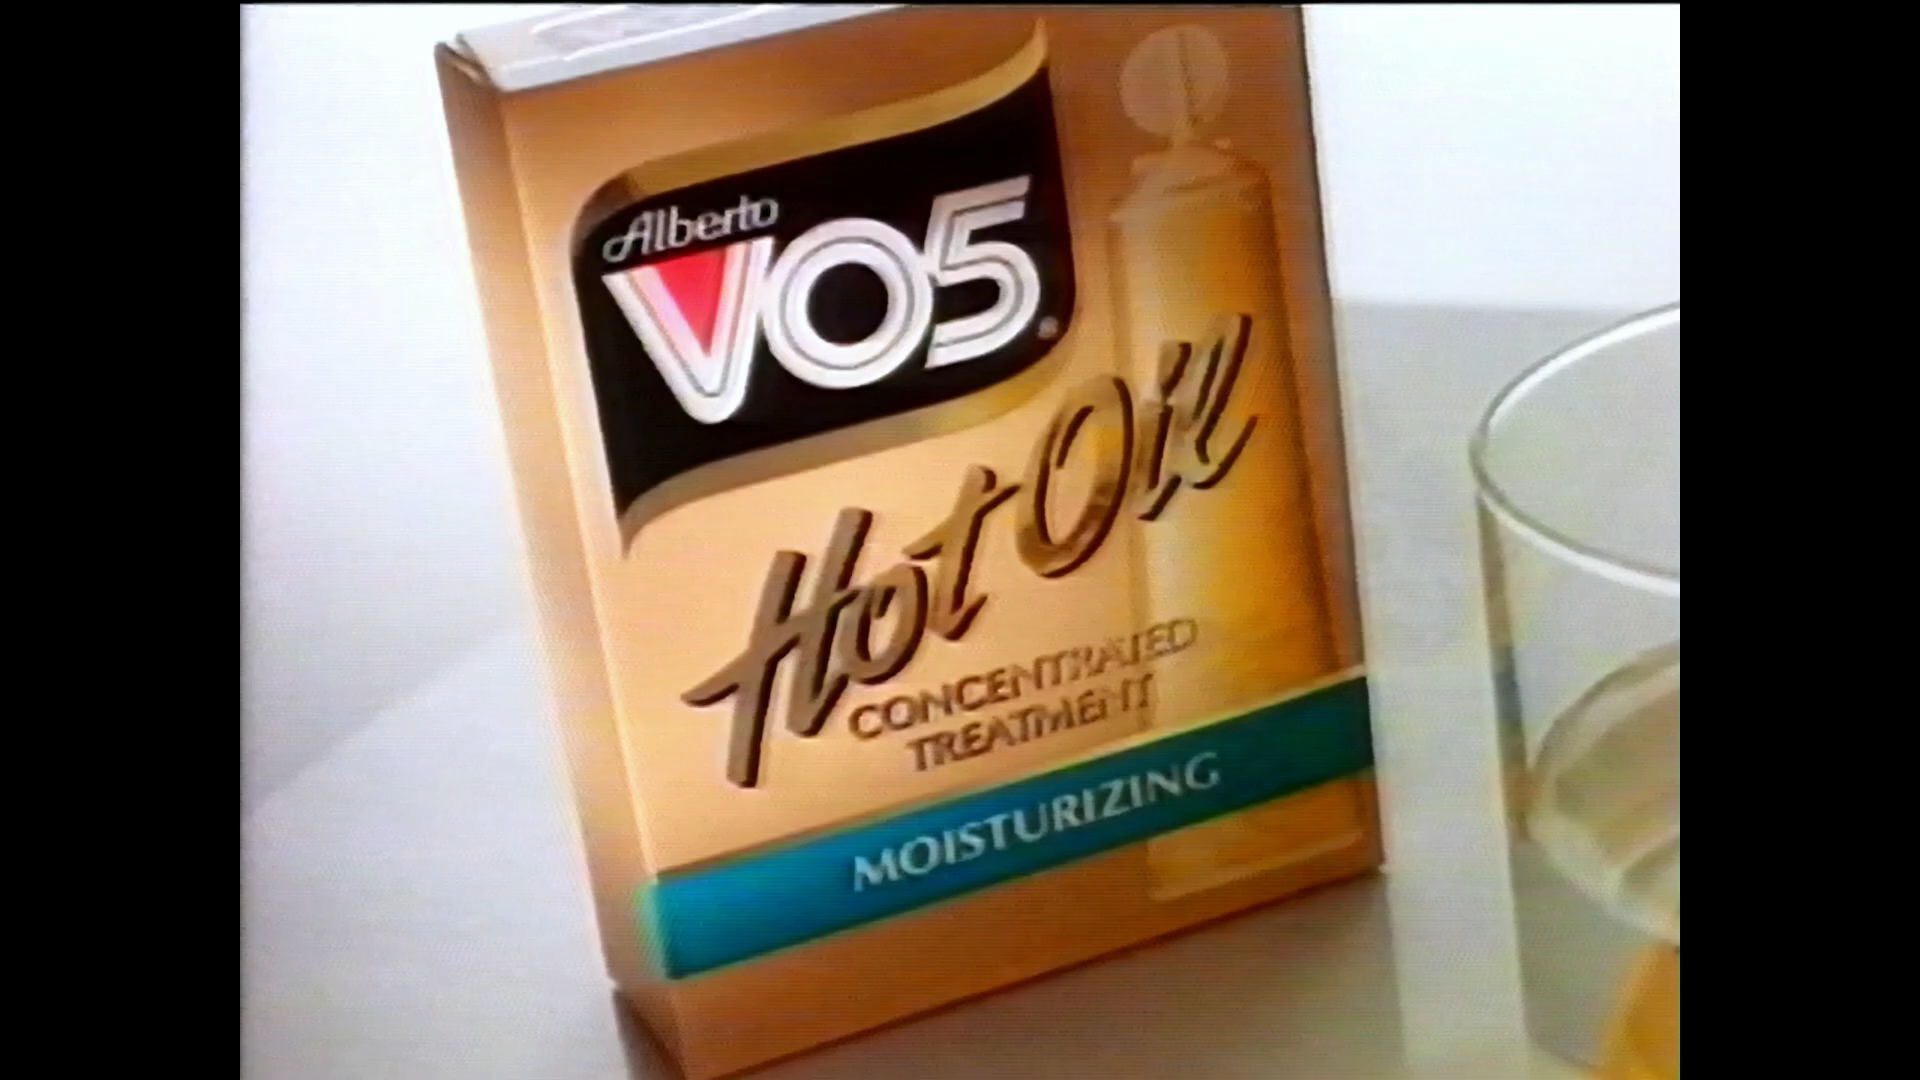 Alberto
VO5®
Hot Oil
CONCENTRATED
TREATMENT
MOISTURIZING